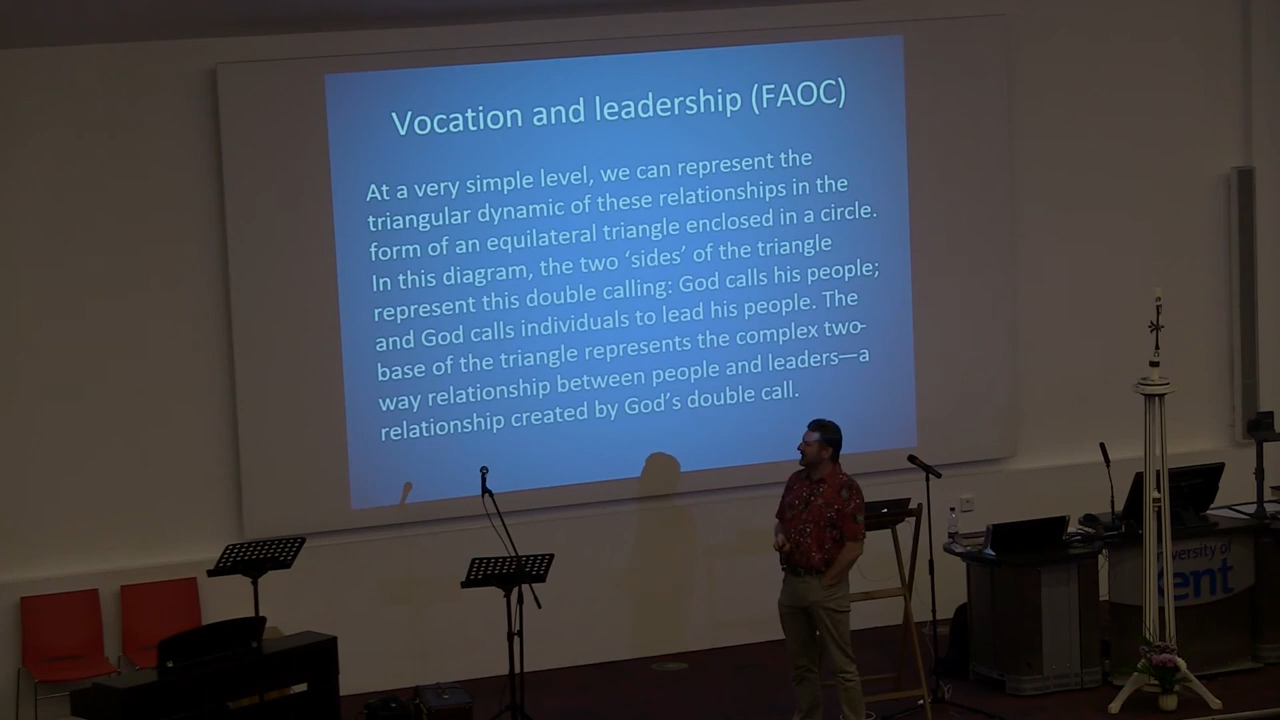 Vocation and leadership (FAOC)
At a very simple level, we can represent the
triangular dynamic of these relationships in the
form of an equilateral triangle enclosed in a circle.
In this diagram, the two ‘sides’ of the triangle
represent this double calling: God calls his people;
and God calls individuals to lead his people. The
base of the triangle represents the complex two-
way relationship between people and leaders—a
relationship created by God’s double call.
University of
Kent